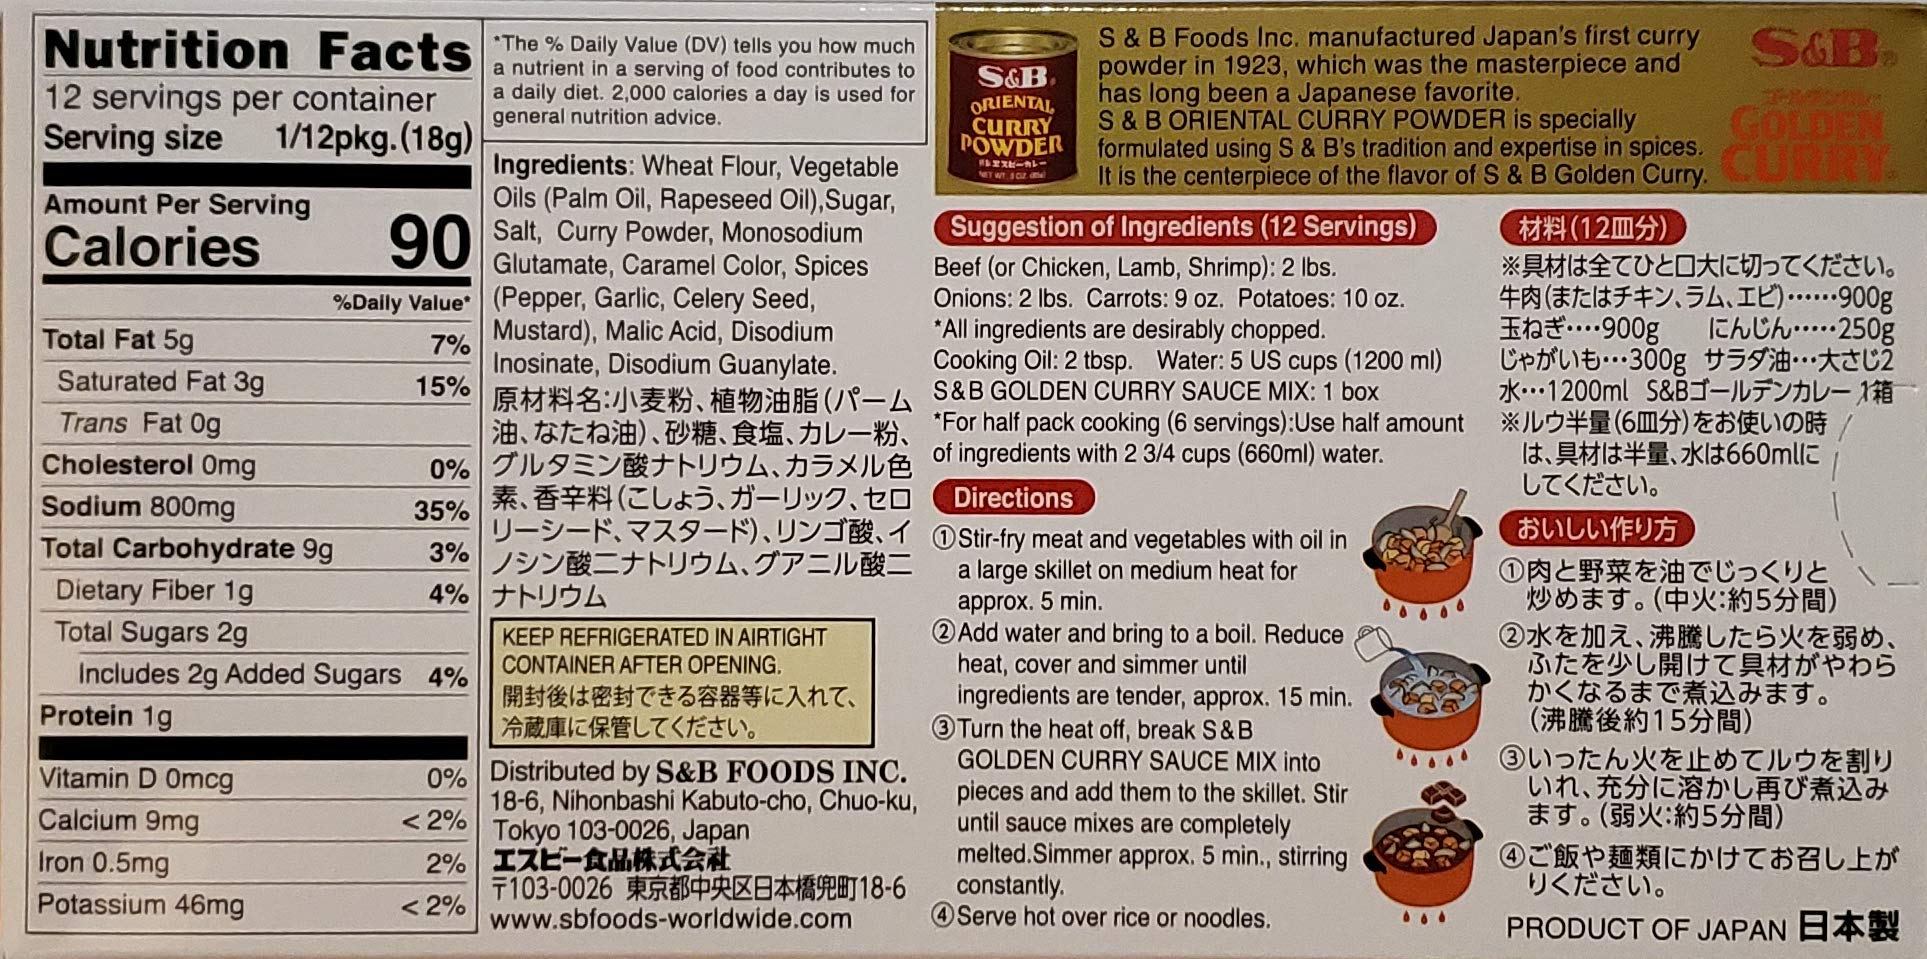 Nutrition Facts
12 servings per container
Serving size 1/12pkg.(18g)
Amount Per Serving
Calories 90
%Daily Value*
Total Fat 5g 7%
Saturated Fat 3g 15%
Trans Fat 0g
Cholesterol 0mg 0%
Sodium 800mg 35%
Total Carbohydrate 9g 3%
Dietary Fiber 1g 4%
Total Sugars 2g
Includes 2g Added Sugars 4%
Protein 1g
Vitamin D 0mcg 0%
Calcium 9mg < 2%
Iron 0.5mg 2%
Potassium 46mg < 2%
*The % Daily Value (DV) tells you how much
a nutrient in a serving of food contributes to
a daily diet. 2,000 calories a day is used for
general nutrition advice.
Ingredients: Wheat Flour, Vegetable
Oils (Palm Oil, Rapeseed Oil),Sugar,
Salt, Curry Powder, Monosodium
Glutamate, Caramel Color, Spices
(Pepper, Garlic, Celery Seed,
Mustard), Malic Acid, Disodium
Inosinate, Disodium Guanylate.
原材料名:小麦粉、植物油脂(パーム
油、なたね油)、砂糖、食塩、カレー粉、
グルタミン酸ナトリウム、カラメル色
素、香辛料(こしょう、ガーリック、セロ
リーシード、マスタード)、リンゴ酸、イ
ノシン酸二ナトリウム、グアニル酸二
ナトリウム
KEEP REFRIGERATED IN AIRTIGHT
CONTAINER AFTER OPENING.
開封後は密封できる容器等に入れて、
冷蔵庫に保管してください。
Distributed by S&B FOODS INC.
18-6, Nihonbashi Kabuto-cho, Chuo-ku,
Tokyo 103-0026, Japan
エスビー食品株式会社
〒103-0026 東京都中央区日本橋兜町18-6
www.sbfoods-worldwide.com
S&B®
ORIENTAL
CURRY
POWDER
NET WT. 3 OZ. (85g)
S & B Foods Inc. manufactured Japan's first curry
powder in 1923, which was the masterpiece and
has long been a Japanese favorite.
S & B ORIENTAL CURRY POWDER is specially
formulated using S & B's tradition and expertise in spices.
It is the centerpiece of the flavor of S & B Golden Curry.
S&B®
ゴールデンカレー
GOLDEN
CURRY®
Suggestion of Ingredients (12 Servings)
Beef (or Chicken, Lamb, Shrimp): 2 lbs.
Onions: 2 lbs. Carrots: 9 oz. Potatoes: 10 oz.
*All ingredients are desirably chopped.
Cooking Oil: 2 tbsp. Water: 5 US cups (1200 ml)
S&B GOLDEN CURRY SAUCE MIX: 1 box
*For half pack cooking (6 servings):Use half amount
of ingredients with 2 3/4 cups (660ml) water.
Directions
①Stir-fry meat and vegetables with oil in
a large skillet on medium heat for
approx. 5 min.
②Add water and bring to a boil. Reduce
heat, cover and simmer until
ingredients are tender, approx. 15 min.
③Turn the heat off, break S&B
GOLDEN CURRY SAUCE MIX into
pieces and add them to the skillet. Stir
until sauce mixes are completely
melted.Simmer approx. 5 min., stirring
constantly.
④Serve hot over rice or noodles.
材料(12皿分)
※具材は全てひと口大に切ってください。
牛肉(またはチキン、ラム、エビ)……900g
玉ねぎ‥‥900g にんじん‥‥‥250g
じゃがいも…300g サラダ油…大さじ2
水…1200ml S&Bゴールデンカレー 1箱
※ルウ半量(6皿分)をお使いの時
は、具材は半量、水は660mlに
してください。
おいしい作り方
①肉と野菜を油でじっくりと
炒めます。(中火:約5分間)
②水を加え、沸騰したら火を弱め、
ふたを少し開けて具材がやわら
かくなるまで煮込みます。
(沸騰後約15分間)
③いったん火を止めてルウを割り
いれ、充分に溶かし再び煮込み
ます。(弱火:約5分間)
④ご飯や麺類にかけてお召し上が
りください。
PRODUCT OF JAPAN 日本製